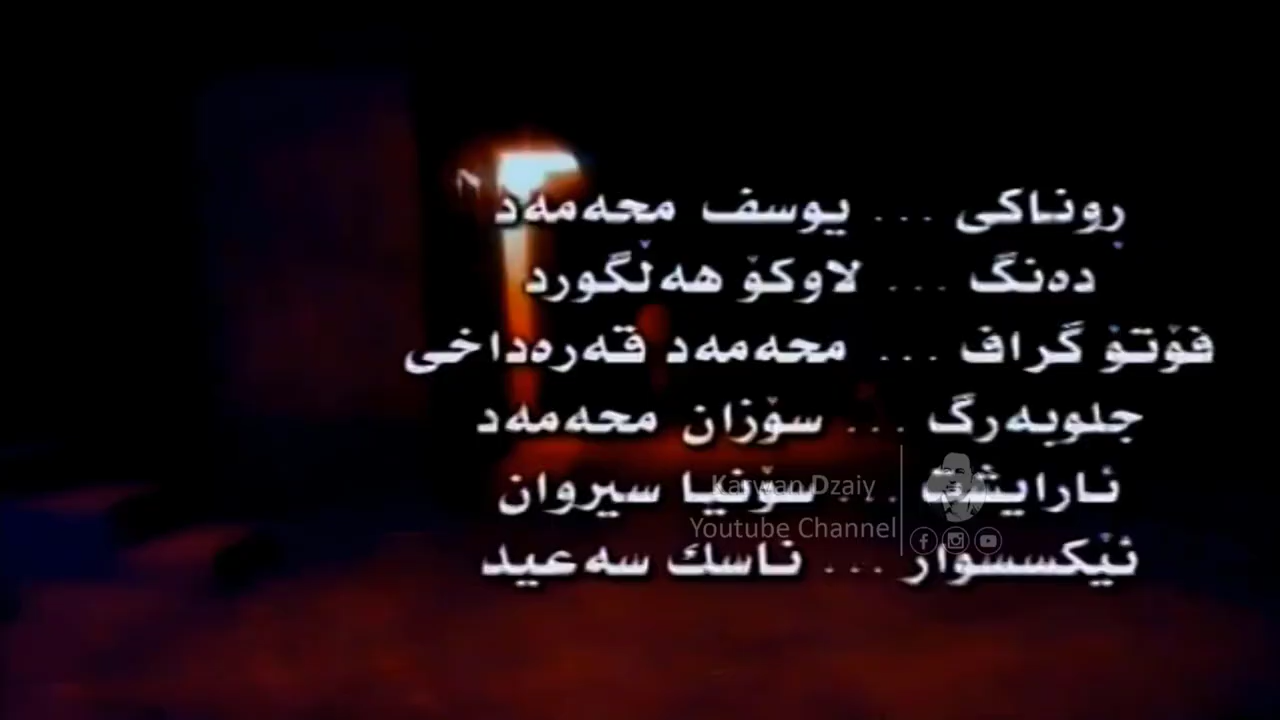 ڕوناکی ... یوسف محەمەد
دەنگ ... لاوکۆ هەڵگورد
فۆتۆ گراف ... محەمەد قەرەداخی
جلوبەرگ ... سۆزان محەمەد
ئارایشت ... سۆنیا سیروان
ئێکسسوار ... ناسك سەعید
Karwan Dzaiy
Youtube Channel